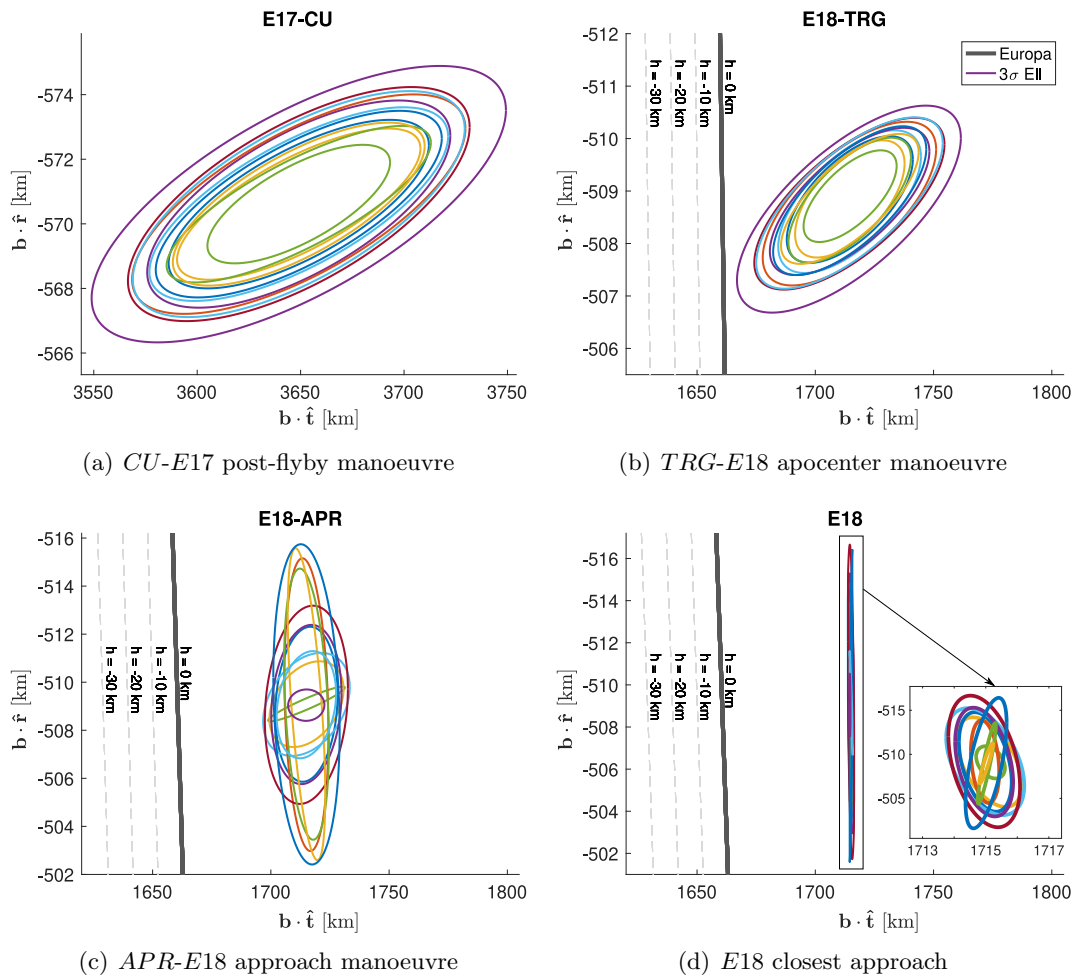 E17-CU
-574
-572
-570
-568
-566
b · r̂ [km]
3550 3600 3650 3700 3750
b · t̂ [km]
(a) CU-E17 post-flyby manoeuvre
E18-TRG
-512
-511
-510
-509
-508
-507
-506
b · r̂ [km]
h = -30 km
h = -20 km
h = -10 km
h = 0 km
Europa
3σ Ell
1650 1700 1750 1800
b · t̂ [km]
(b) TRG-E18 apocenter manoeuvre
E18-APR
-516
-514
-512
-510
-508
-506
-504
-502
b · r̂ [km]
h = -30 km
h = -20 km
h = -10 km
h = 0 km
1650 1700 1750 1800
b · t̂ [km]
(c) APR-E18 approach manoeuvre
E18
-516
-514
-512
-510
-508
-506
-504
-502
b · r̂ [km]
h = -30 km
h = -20 km
h = -10 km
h = 0 km
-515
-510
-505
1713 1715 1717
1650 1700 1750 1800
b · t̂ [km]
(d) E18 closest approach